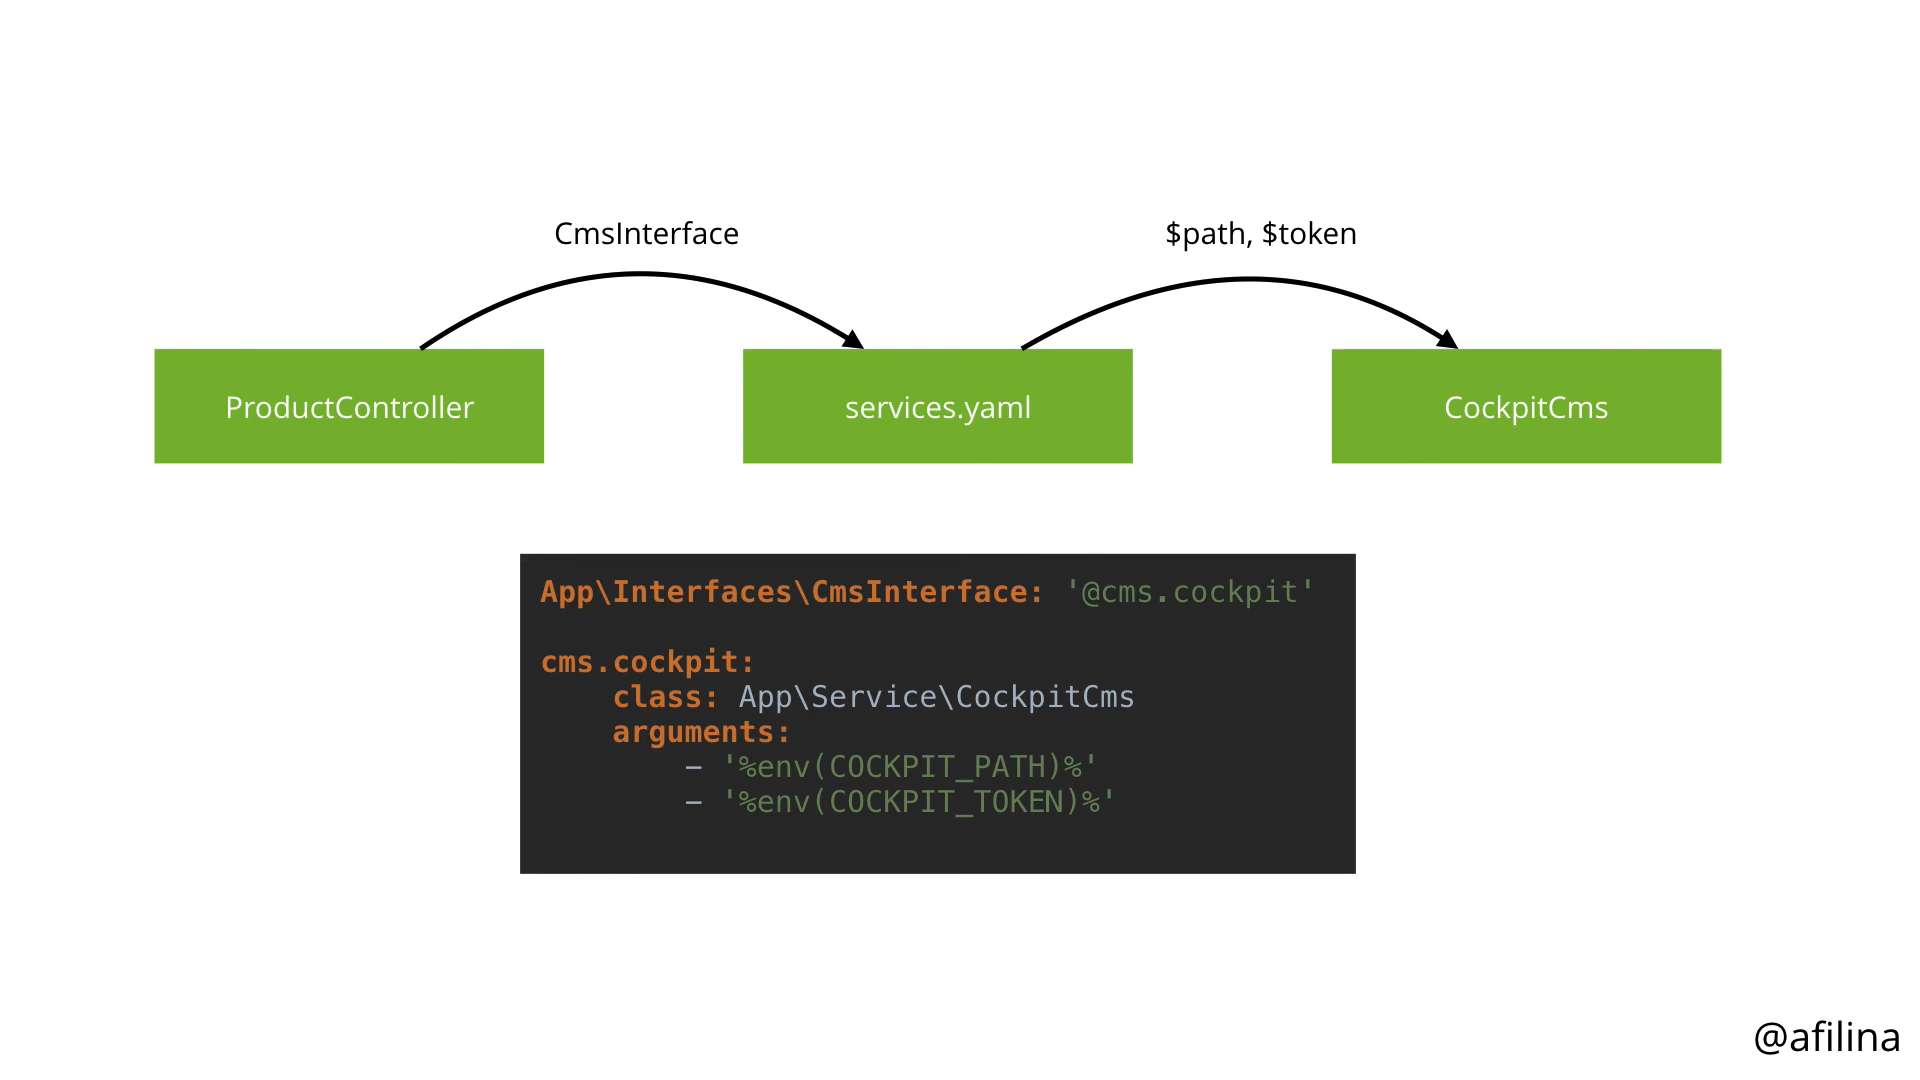 CmsInterface
$path, $token
ProductController
services.yaml
CockpitCms
App\Interfaces\CmsInterface: '@cms.cockpit'
cms.cockpit:
    class: App\Service\CockpitCms
    arguments:
        – '%env(COCKPIT_PATH)%'
        – '%env(COCKPIT_TOKEN)%'
@afilina